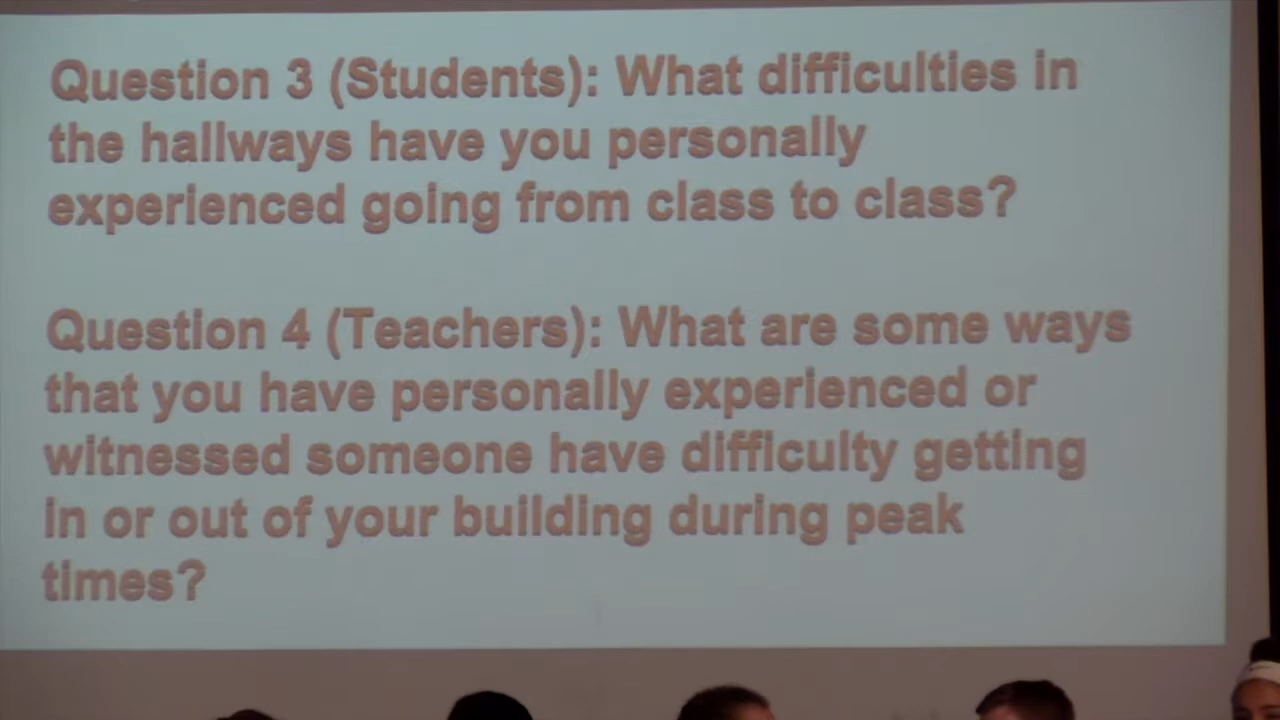 Question 3 (Students): What difficulties in
the hallways have you personally
experienced going from class to class?
Question 4 (Teachers): What are some ways
that you have personally experienced or
witnessed someone have difficulty getting
in or out of your building during peak
times?